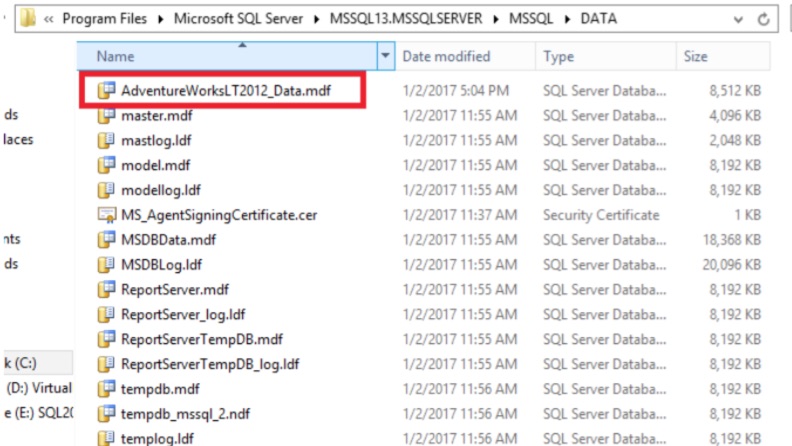 « Program Files ▸ Microsoft SQL Server ▸ MSSQL13.MSSQLSERVER ▸ MSSQL ▸ DATA
Name Date modified Type Size
AdventureWorksLT2012_Data.mdf 1/2/2017 5:04 PM SQL Server Databa... 8,512 KB
ds master.mdf 1/2/2017 11:55 AM SQL Server Databa... 4,096 KB
laces mastlog.ldf 1/2/2017 11:55 AM SQL Server Databa... 2,048 KB
model.mdf 1/2/2017 11:55 AM SQL Server Databa... 8,192 KB
modellog.ldf 1/2/2017 11:55 AM SQL Server Databa... 8,192 KB
MS_AgentSigningCertificate.cer 1/2/2017 11:37 AM Security Certificate 1 KB
nts MSDBData.mdf 1/2/2017 11:55 AM SQL Server Databa... 18,368 KB
ds MSDBLog.ldf 1/2/2017 11:55 AM SQL Server Databa... 20,096 KB
ReportServer.mdf 1/2/2017 11:55 AM SQL Server Databa... 8,192 KB
ReportServer_log.ldf 1/2/2017 11:55 AM SQL Server Databa... 8,192 KB
ReportServerTempDB.mdf 1/2/2017 11:55 AM SQL Server Databa... 8,192 KB
k (C:) ReportServerTempDB_log.ldf 1/2/2017 11:55 AM SQL Server Databa... 8,192 KB
(D:) Virtual tempdb.mdf 1/2/2017 11:56 AM SQL Server Databa... 8,192 KB
e (E:) SQL20 tempdb_mssql_2.ndf 1/2/2017 11:56 AM SQL Server Databa... 8,192 KB
templog.ldf 1/2/2017 11:56 AM SQL Server Databa... 8,192 KB